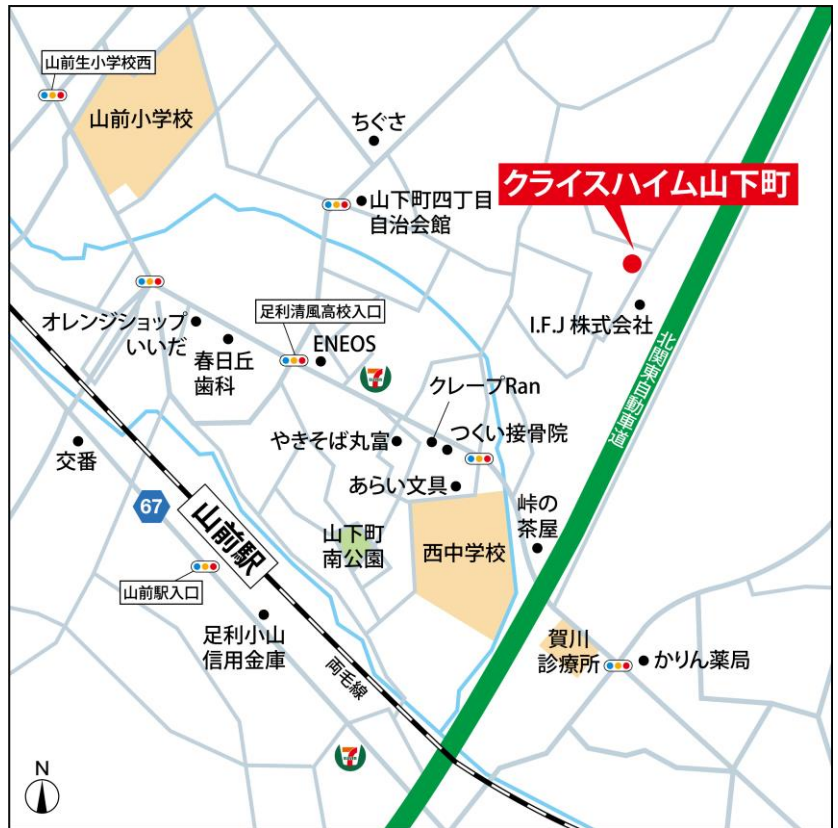 山前生小学校西
山前小学校
ちぐさ
クライスハイム山下町
山下町四丁目
自治会館
オレンジショップ
いいだ
春日丘
歯科
足利清風高校入口
ENEOS
I.F.J 株式会社
北関東自動車道
7
クレープRan
やきそば丸富
つくい接骨院
交番
あらい文具
67
山前駅
山下町
南公園
西中学校
峠の
茶屋
山前駅入口
足利小山
信用金庫
両毛線
賀川
診療所
かりん薬局
7
N